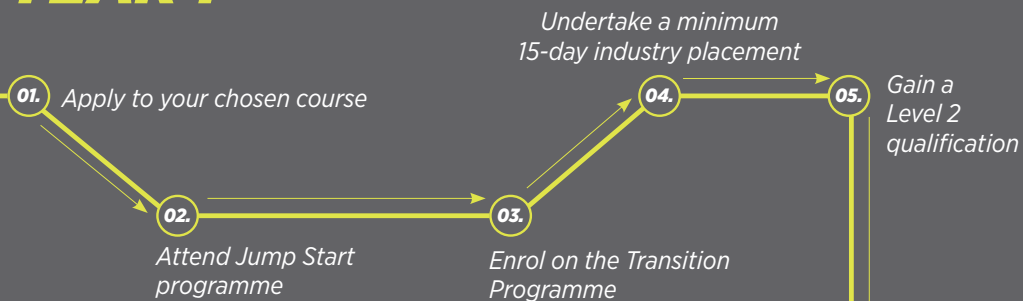 01.
Apply to your chosen course
02.
Attend Jump Start
programme
03.
Enrol on the Transition
Programme
04.
Undertake a minimum
15-day industry placement
05.
Gain a
Level 2
qualification